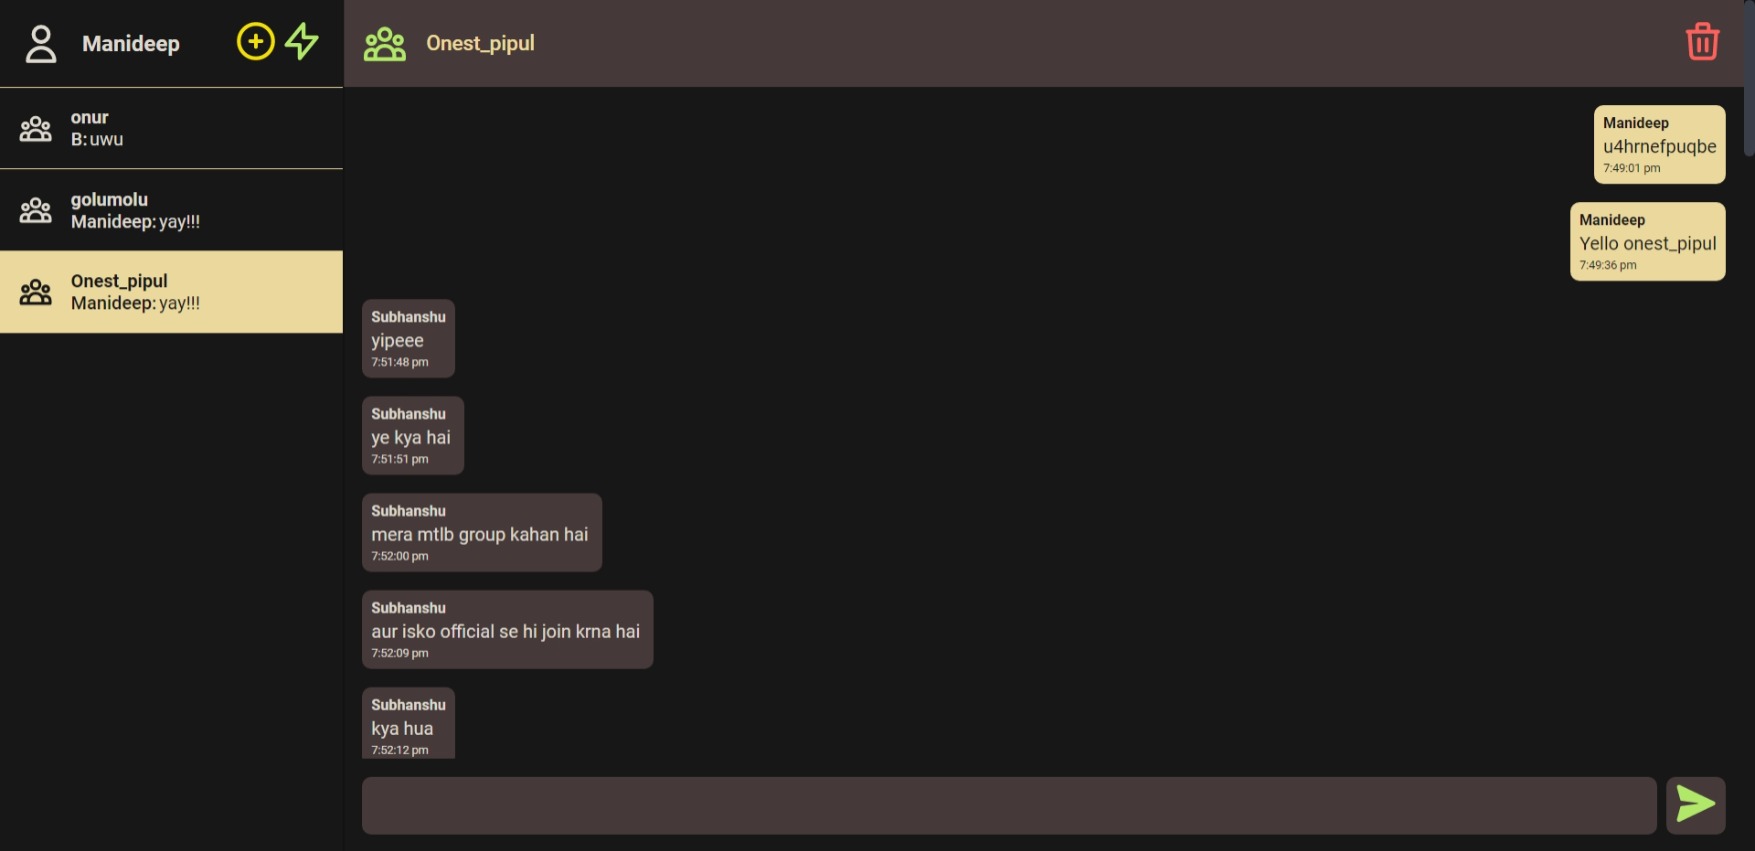 Manideep
onur
B: uwu
golumolu
Manideep: yay!!!
Onest_pipul
Manideep: yay!!!
Onest_pipul
Manideep
u4hrnefpuqbe
7:49:01 pm
Manideep
Yello onest_pipul
7:49:36 pm
Subhanshu
yipeee
7:51:48 pm
Subhanshu
ye kya hai
7:51:51 pm
Subhanshu
mera mtlb group kahan hai
7:52:00 pm
Subhanshu
aur isko official se hi join krna hai
7:52:09 pm
Subhanshu
kya hua
7:52:12 pm